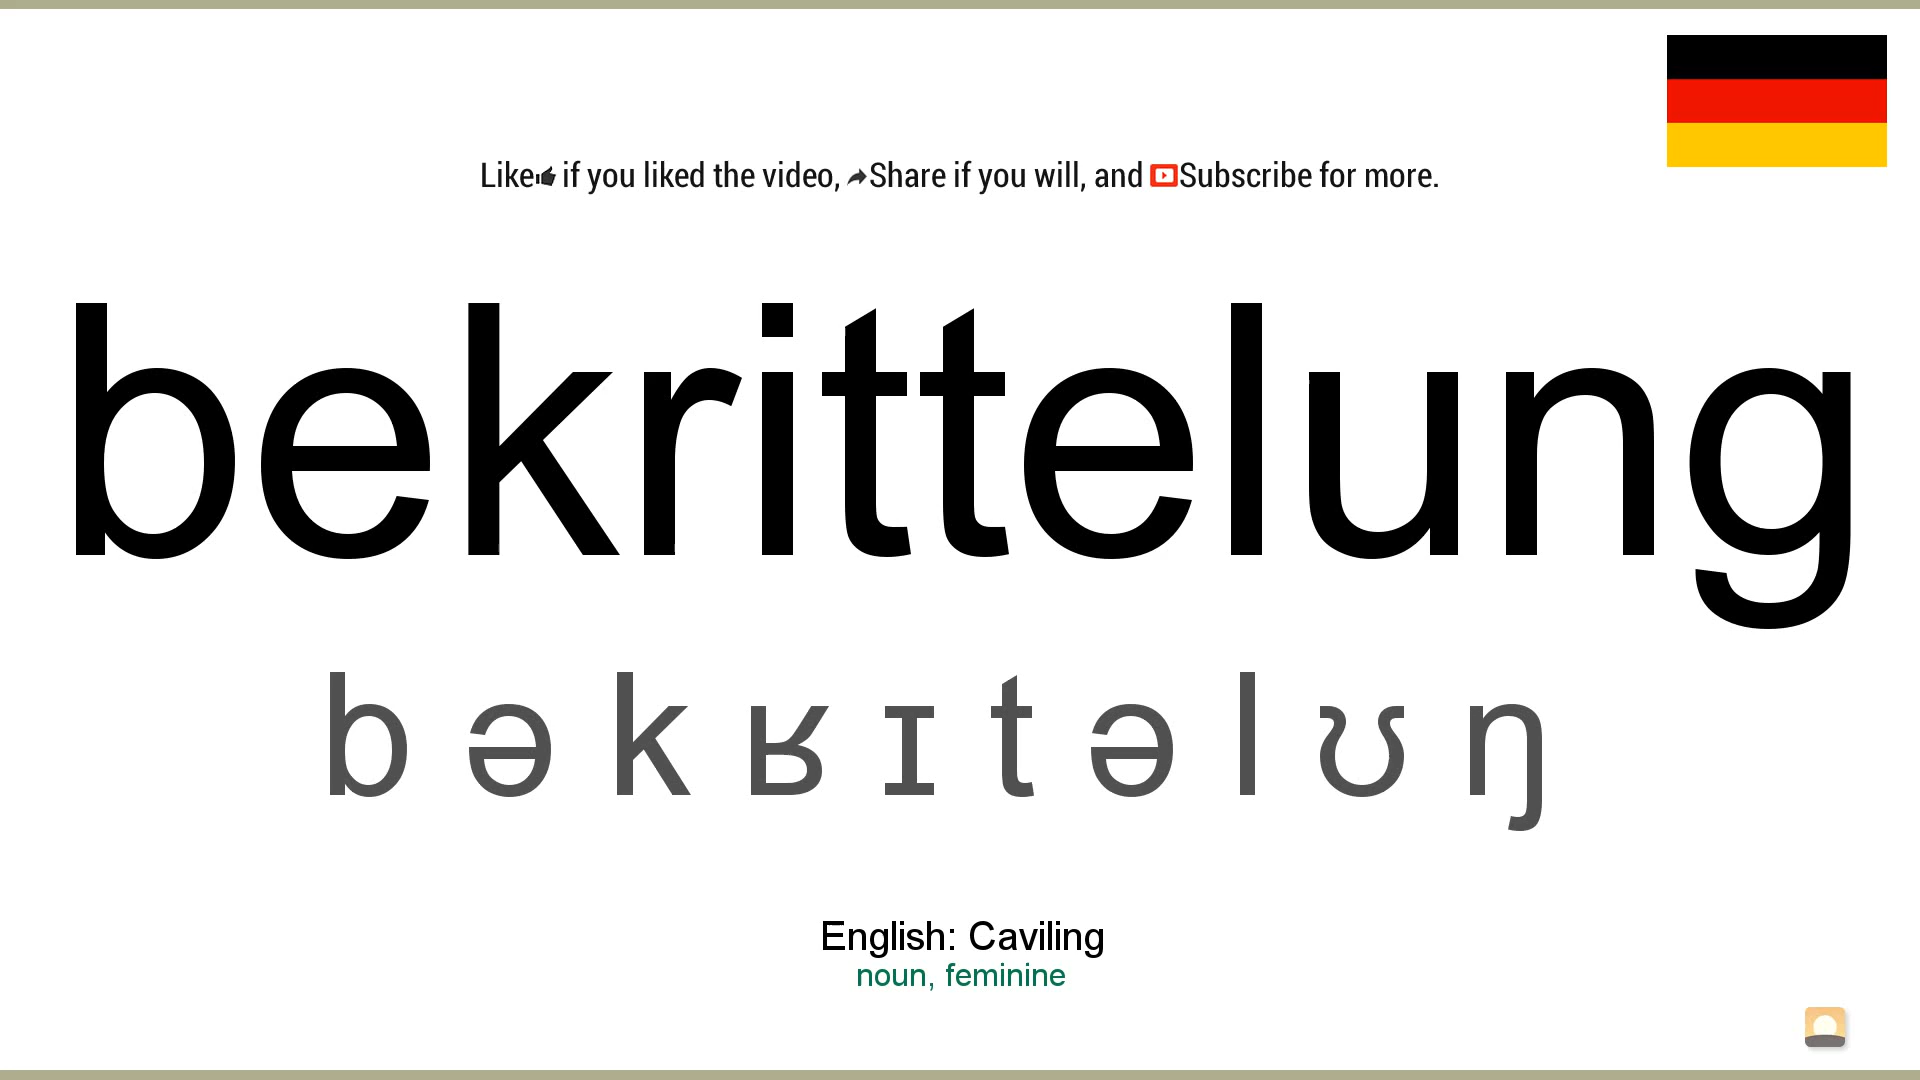 Like if you liked the video, Share if you will, and Subscribe for more.
bekrittelung
b ə k ʁ ɪ t ə l ʊ ŋ
English: Caviling
noun, feminine